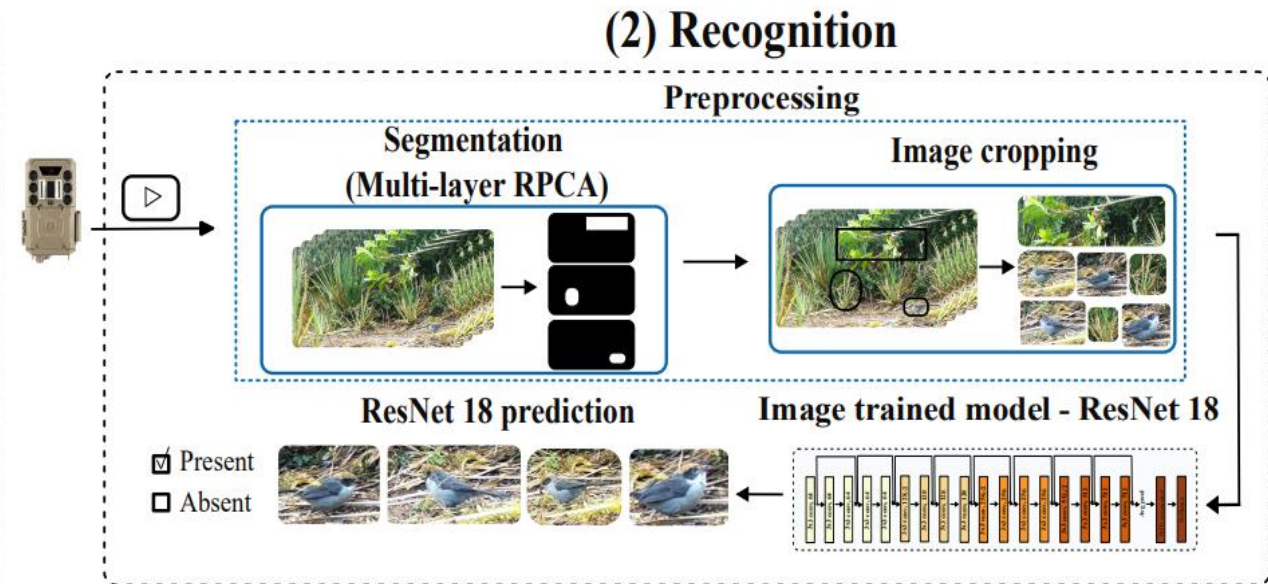 (2) Recognition
Preprocessing
Segmentation
(Multi-layer RPCA)
Image cropping
ResNet 18 prediction
Image trained model - ResNet 18
Present
Absent